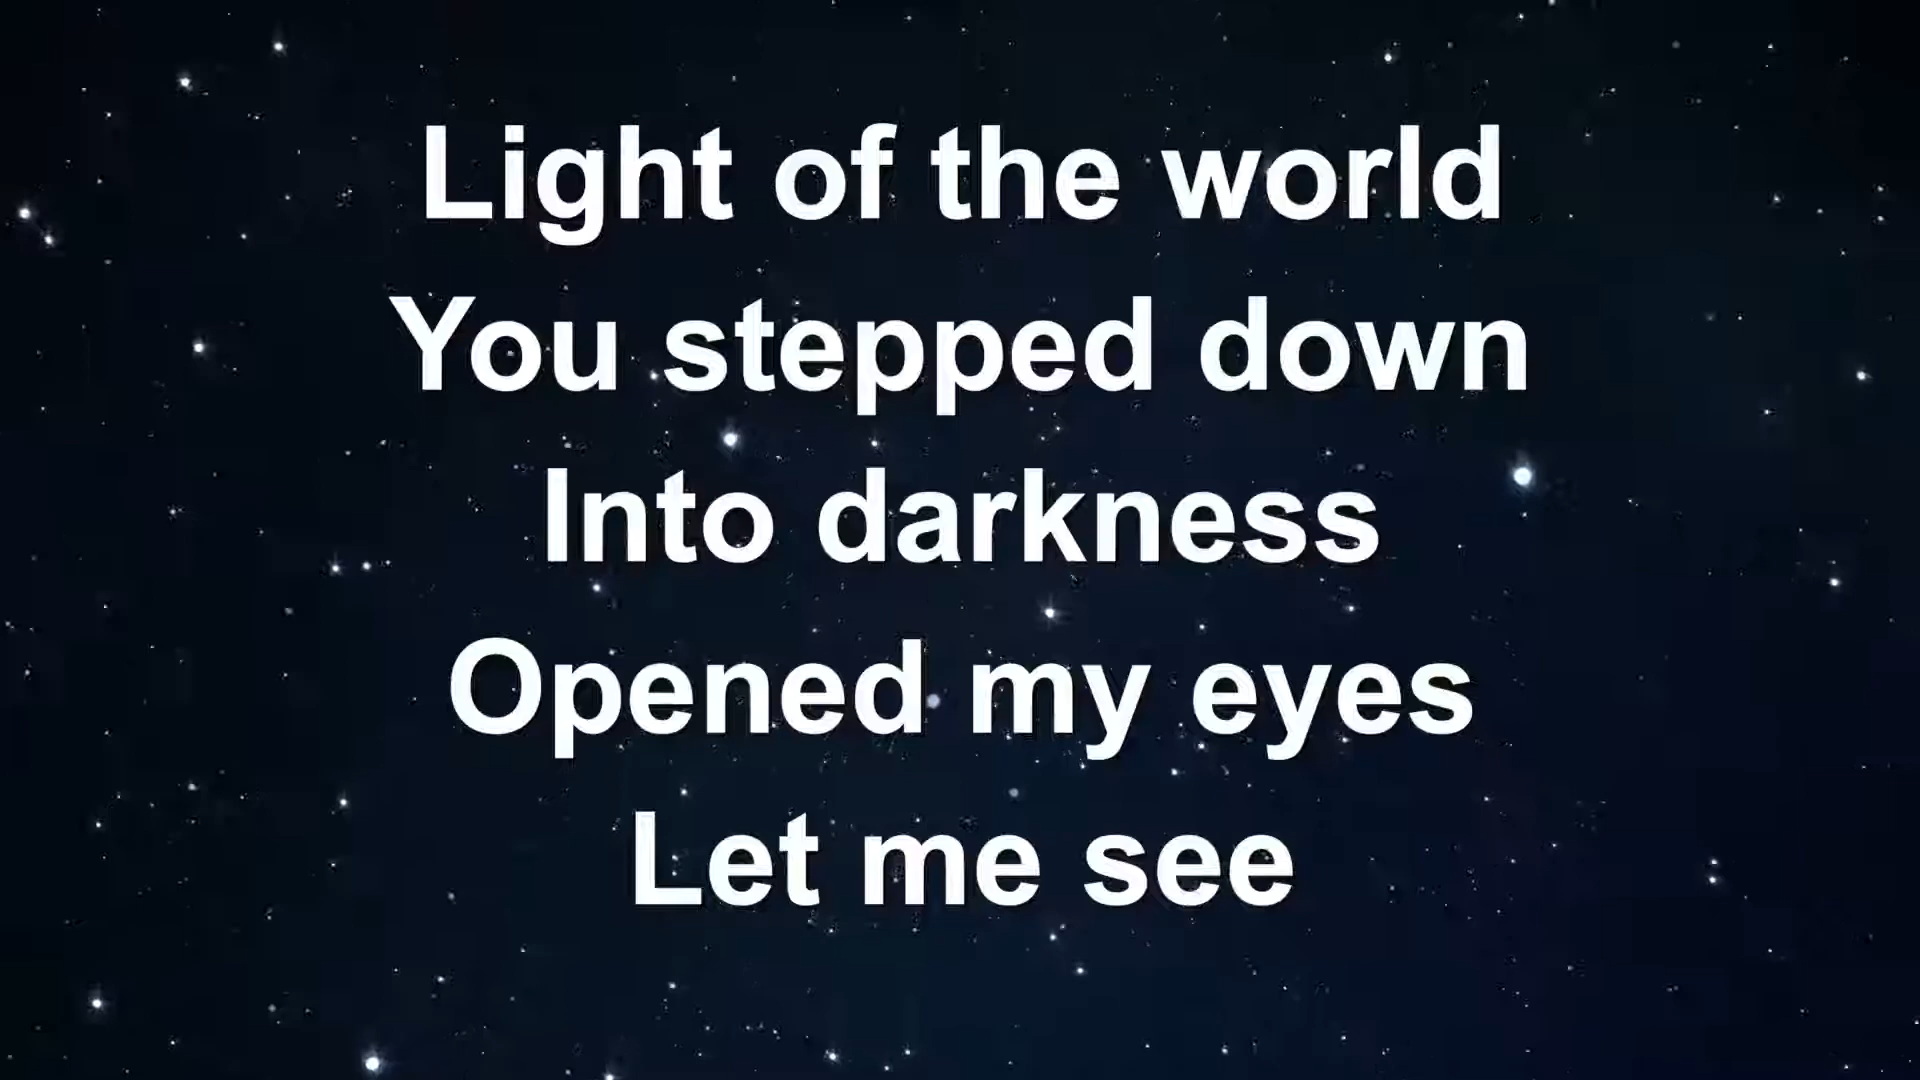 Light of the world
You stepped down
Into darkness
Opened my eyes
Let me see